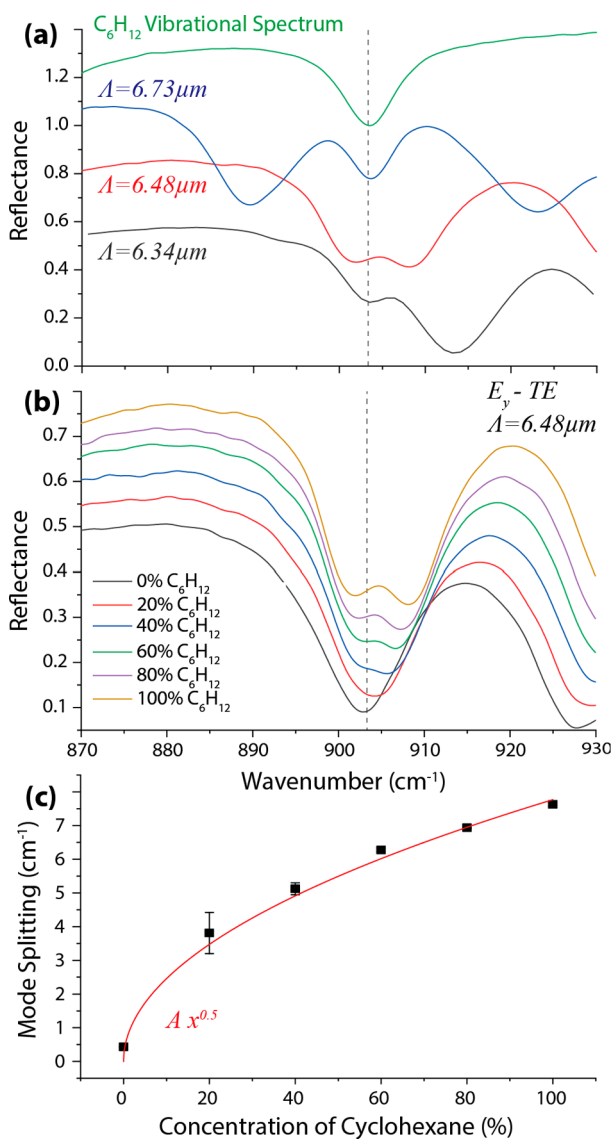 (a)
C₆H₁₂ Vibrational Spectrum
Λ=6.73μm
Λ=6.48μm
Λ=6.34μm
Reflectance
1.2
1.0
0.8
0.6
0.4
0.2
0.0
(b)
E_y - TE
Λ=6.48μm
Reflectance
0.7
0.6
0.5
0.4
0.3
0.2
0.1
0% C₆H₁₂
20% C₆H₁₂
40% C₆H₁₂
60% C₆H₁₂
80% C₆H₁₂
100% C₆H₁₂
870 880 890 900 910 920 930
Wavenumber (cm⁻¹)
(c)
Mode Splitting (cm⁻¹)
7
6
5
4
3
2
1
0
A x⁰·⁵
0 20 40 60 80 100
Concentration of Cyclohexane (%)